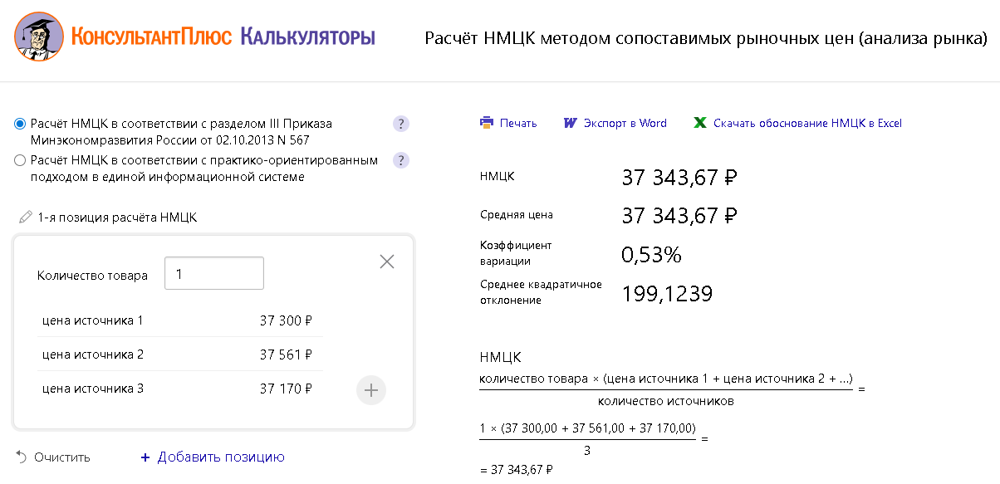 КонсультантПлюс Калькуляторы
Расчёт НМЦК методом сопоставимых рыночных цен (анализа рынка)
Расчёт НМЦК в соответствии с разделом III Приказа
Минэкономразвития России от 02.10.2013 N 567
?
Расчёт НМЦК в соответствии с практико-ориентированным
подходом в единой информационной системе
?
1-я позиция расчёта НМЦК
Количество товара 1
цена источника 1 37 300 ₽
цена источника 2 37 561 ₽
цена источника 3 37 170 ₽
Очистить
+ Добавить позицию
Печать
Экспорт в Word
Скачать обоснование НМЦК в Excel
НМЦК 37 343,67 ₽
Средняя цена 37 343,67 ₽
Коэффициент
вариации 0,53%
Среднее квадратичное
отклонение 199,1239
НМЦК
количество товара × (цена источника 1 + цена источника 2 + ...) =
количество источников
1 × (37 300,00 + 37 561,00 + 37 170,00) =
3
= 37 343,67 ₽